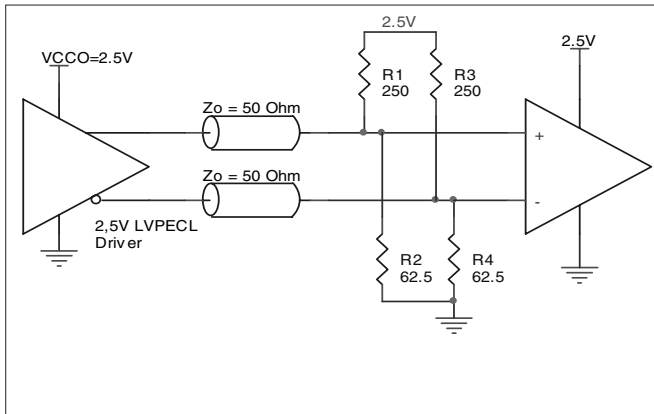 2.5V
VCCO=2.5V
2.5V
R1
250
R3
250
Zo = 50 Ohm
+
Zo = 50 Ohm
-
2,5V LVPECL
Driver
R2
62.5
R4
62.5